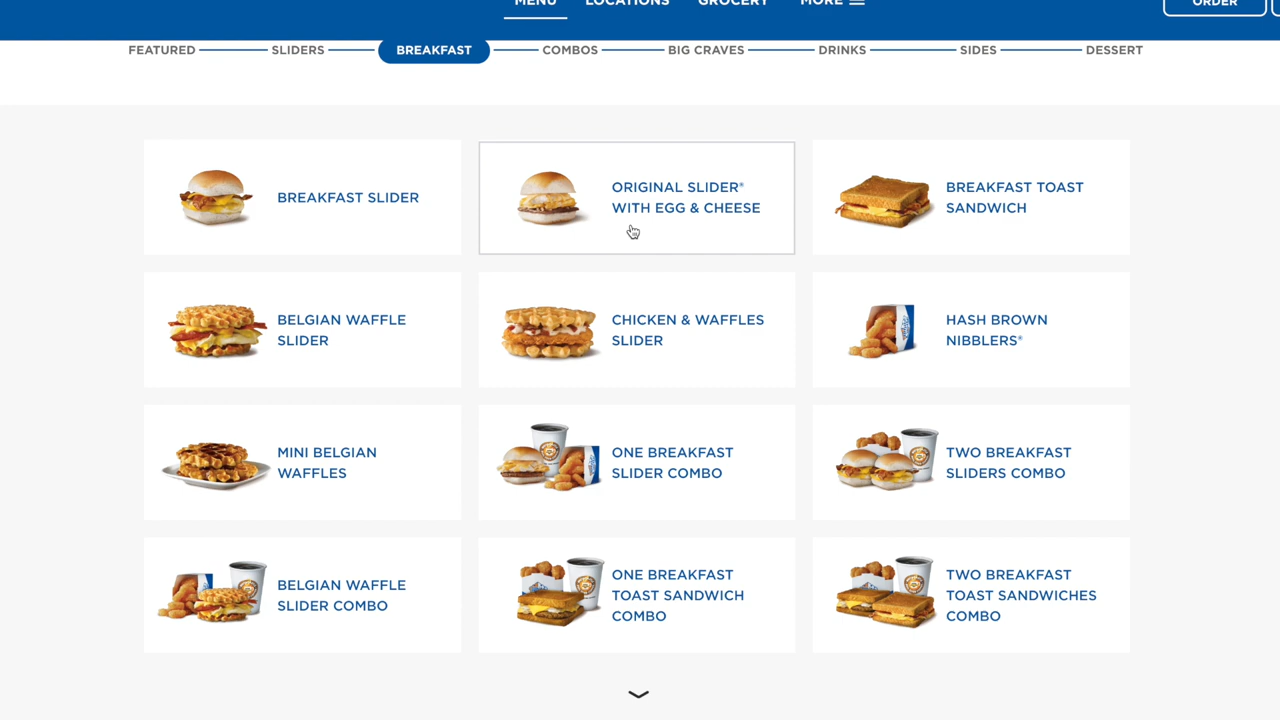 MENU LOCATIONS GROCERY MORE ORDER
FEATURED SLIDERS BREAKFAST COMBOS BIG CRAVES DRINKS SIDES DESSERT
BREAKFAST SLIDER
ORIGINAL SLIDER®
WITH EGG & CHEESE
BREAKFAST TOAST
SANDWICH
BELGIAN WAFFLE
SLIDER
CHICKEN & WAFFLES
SLIDER
HASH BROWN
NIBBLERS®
MINI BELGIAN
WAFFLES
ONE BREAKFAST
SLIDER COMBO
TWO BREAKFAST
SLIDERS COMBO
BELGIAN WAFFLE
SLIDER COMBO
ONE BREAKFAST
TOAST SANDWICH
COMBO
TWO BREAKFAST
TOAST SANDWICHES
COMBO